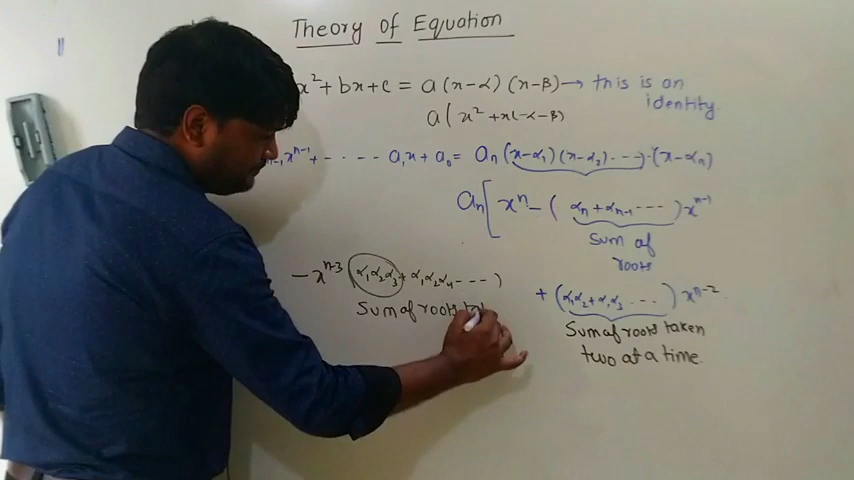 Theory of Equation
x² + bx + c = a (x-α) (x-β) → this is an identity.
a ( x² + x(-α-β)
x^(n-1) + ...... a₁x + a₀ = aₙ (x-α₁) (x-α₂) ..... (x-αₙ)
aₙ [ xⁿ - ( αₙ + αₙ₋₁ ..... ) x^(n-1)
Sum of
roots
- x^(n-3) (α₁α₂α₃ + α₁α₂α₄ ----)
+ (α₁α₂ + α₁α₃ ..... ) x^(n-2)
Sum of roots
Sum of roots taken
two at a time.